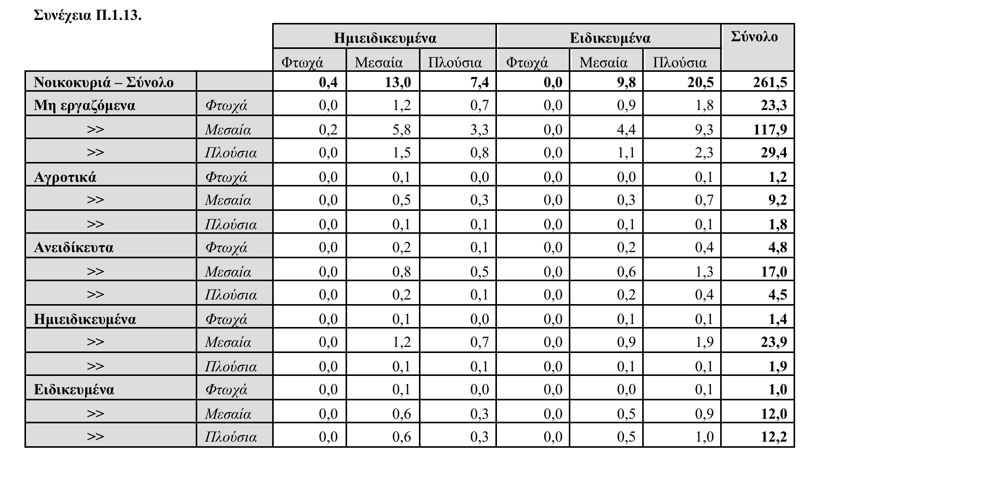 Συνέχεια Π.1.13.
Ημιειδικευμένα Ειδικευμένα Σύνολο
Φτωχά Μεσαία Πλούσια Φτωχά Μεσαία Πλούσια
Νοικοκυριά – Σύνολο 0,4 13,0 7,4 0,0 9,8 20,5 261,5
Μη εργαζόμενα Φτωχά 0,0 1,2 0,7 0,0 0,9 1,8 23,3
>> Μεσαία 0,2 5,8 3,3 0,0 4,4 9,3 117,9
>> Πλούσια 0,0 1,5 0,8 0,0 1,1 2,3 29,4
Αγροτικά Φτωχά 0,0 0,1 0,0 0,0 0,0 0,1 1,2
>> Μεσαία 0,0 0,5 0,3 0,0 0,3 0,7 9,2
>> Πλούσια 0,0 0,1 0,1 0,0 0,1 0,1 1,8
Ανειδίκευτα Φτωχά 0,0 0,2 0,1 0,0 0,2 0,4 4,8
>> Μεσαία 0,0 0,8 0,5 0,0 0,6 1,3 17,0
>> Πλούσια 0,0 0,2 0,1 0,0 0,2 0,4 4,5
Ημιειδικευμένα Φτωχά 0,0 0,1 0,0 0,0 0,1 0,1 1,4
>> Μεσαία 0,0 1,2 0,7 0,0 0,9 1,9 23,9
>> Πλούσια 0,0 0,1 0,1 0,0 0,1 0,1 1,9
Ειδικευμένα Φτωχά 0,0 0,1 0,0 0,0 0,0 0,1 1,0
>> Μεσαία 0,0 0,6 0,3 0,0 0,5 0,9 12,0
>> Πλούσια 0,0 0,6 0,3 0,0 0,5 1,0 12,2